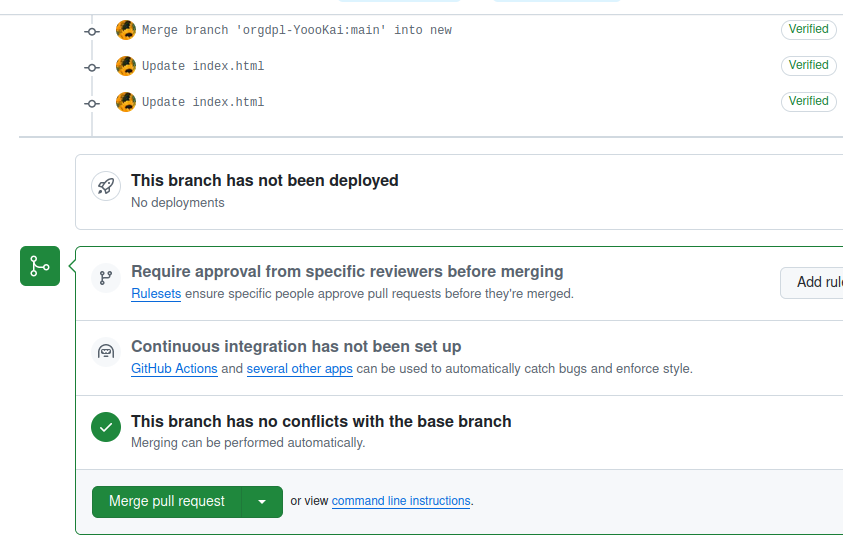 Merge branch 'orgdpl-YoooKai:main' into new Verified
Update index.html Verified
Update index.html Verified
This branch has not been deployed
No deployments
Require approval from specific reviewers before merging
Rulesets ensure specific people approve pull requests before they're merged.
Add rul
Continuous integration has not been set up
GitHub Actions and several other apps can be used to automatically catch bugs and enforce style.
This branch has no conflicts with the base branch
Merging can be performed automatically.
Merge pull request or view command line instructions.